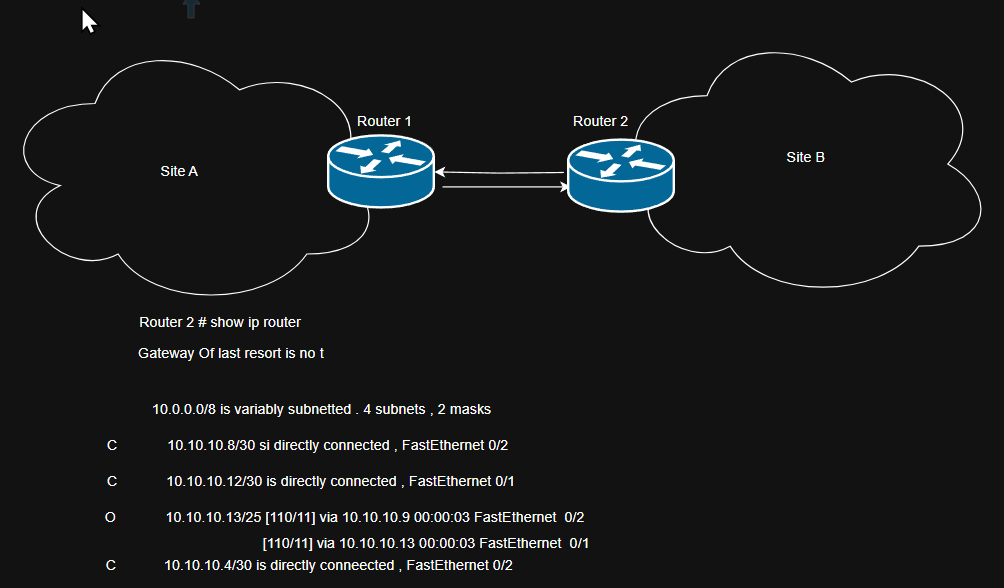 Router 1
Router 2
Site A
Site B
Router 2 # show ip router
Gateway Of last resort is no t
10.0.0.0/8 is variably subnetted . 4 subnets , 2 masks
C 10.10.10.8/30 si directly connected , FastEthernet 0/2
C 10.10.10.12/30 is directly connected , FastEthernet 0/1
O 10.10.10.13/25 [110/11] via 10.10.10.9 00:00:03 FastEthernet 0/2
[110/11] via 10.10.10.13 00:00:03 FastEthernet 0/1
C 10.10.10.4/30 is directly conneected , FastEthernet 0/2